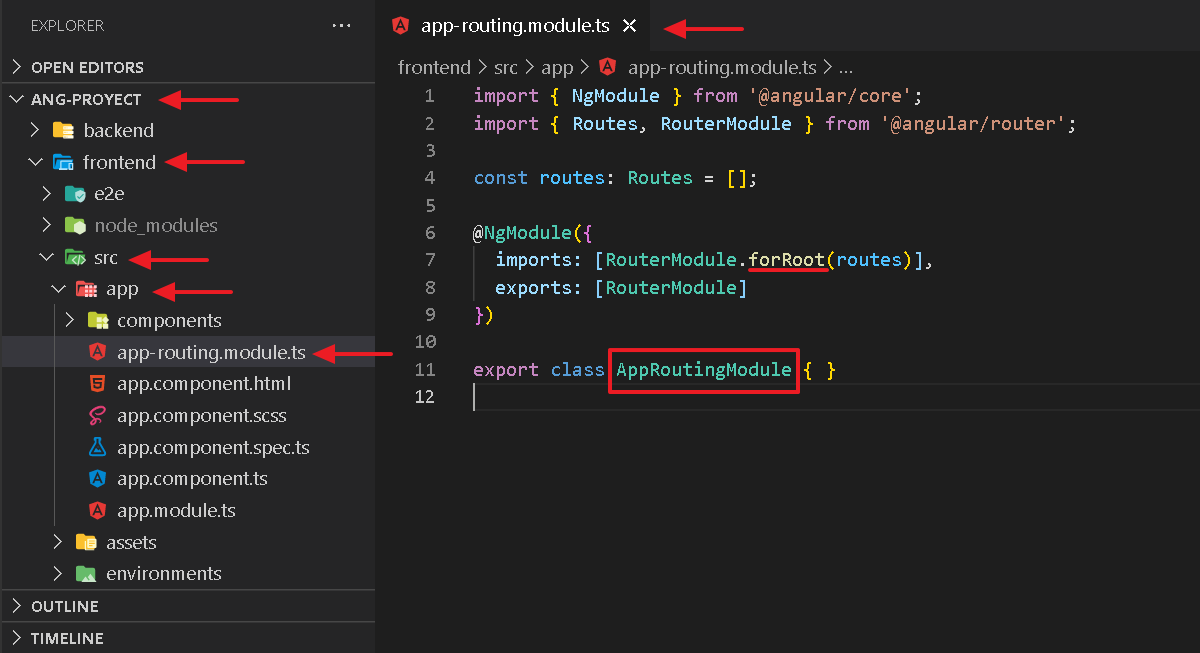 EXPLORER
OPEN EDITORS
ANG-PROYECT
backend
frontend
e2e
node_modules
src
app
components
app-routing.module.ts
app.component.html
app.component.scss
app.component.spec.ts
app.component.ts
app.module.ts
assets
environments
OUTLINE
TIMELINE
app-routing.module.ts
frontend > src > app > app-routing.module.ts > ...
1 import { NgModule } from '@angular/core';
2 import { Routes, RouterModule } from '@angular/router';
3
4 const routes: Routes = [];
5
6 @NgModule({
7 imports: [RouterModule.forRoot(routes)],
8 exports: [RouterModule]
9 })
10
11 export class AppRoutingModule { }
12